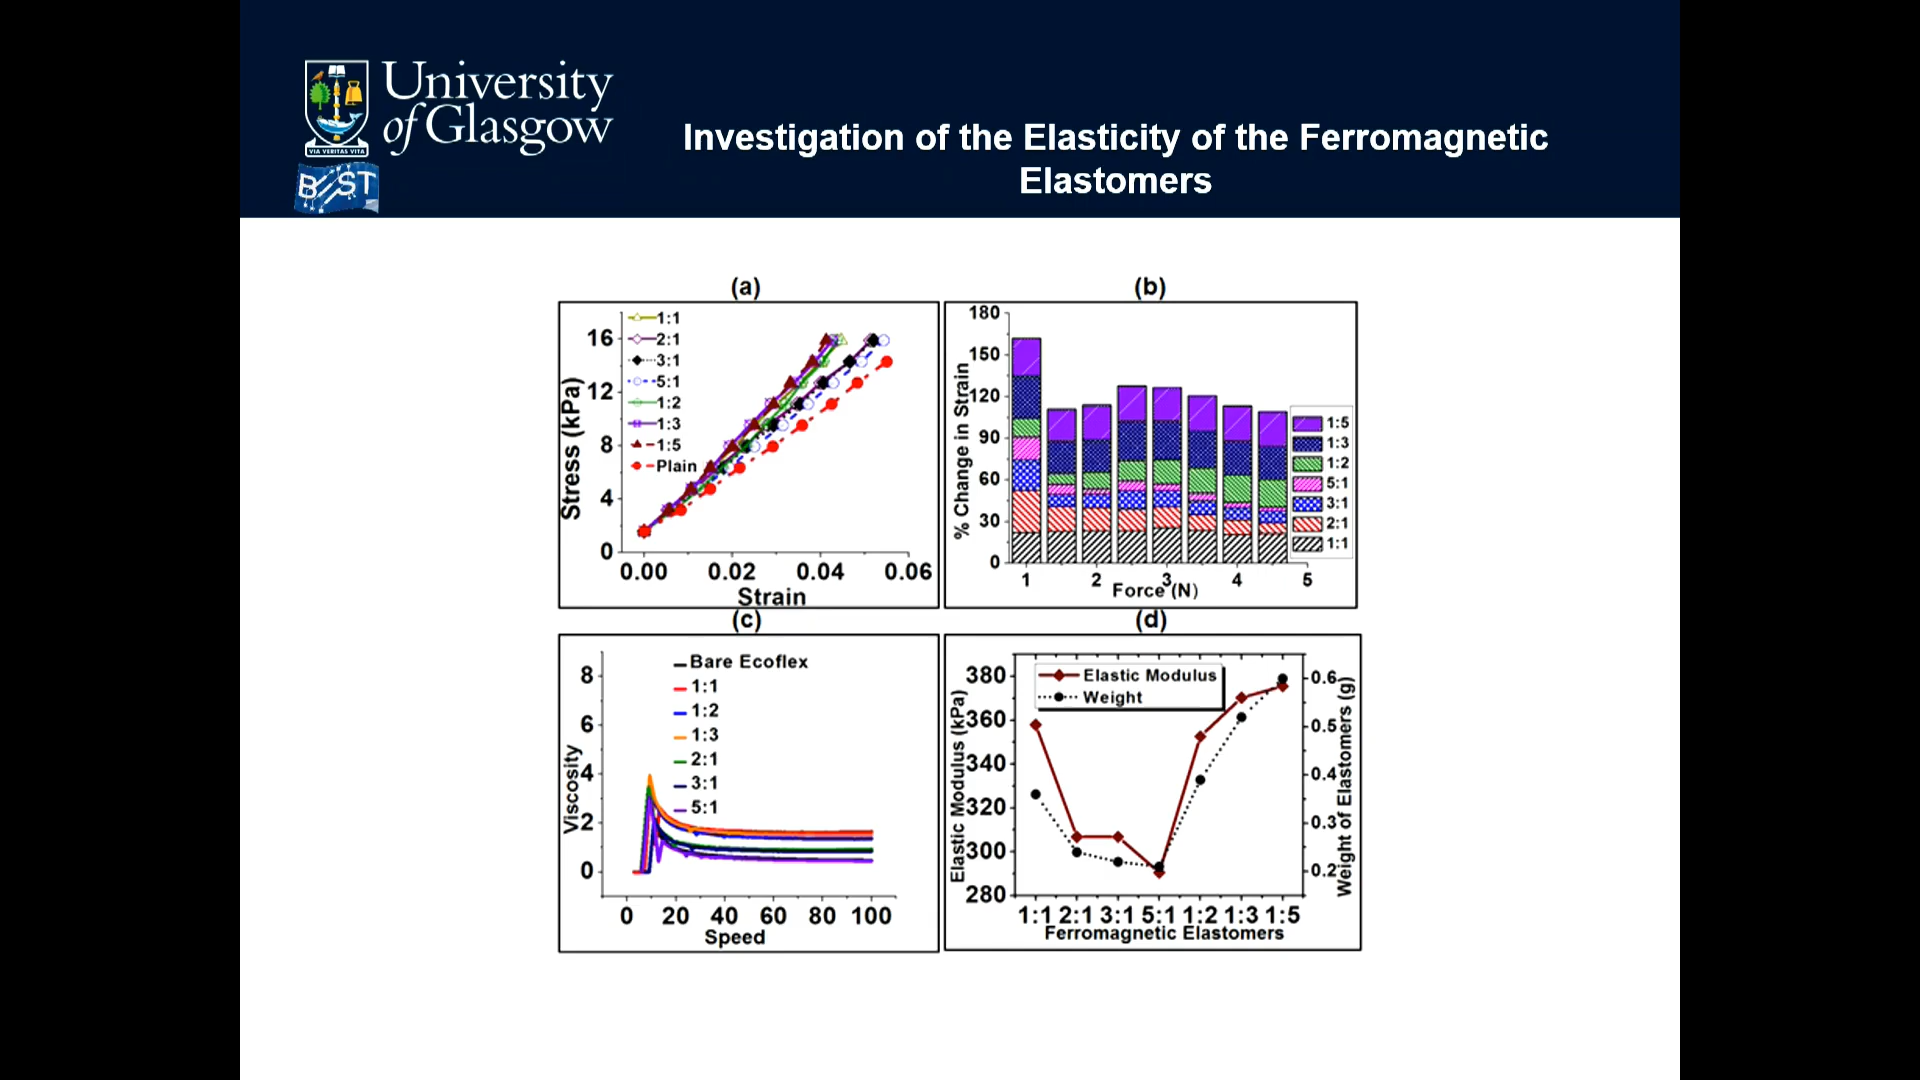 University
of Glasgow
VIA VERITAS VITA
BEST
Investigation of the Elasticity of the Ferromagnetic
Elastomers
(a)
1:1
2:1
3:1
5:1
1:2
1:3
1:5
Plain
16
12
8
4
0
Stress (kPa)
0.00 0.02 0.04 0.06
Strain
(b)
180
150
120
90
60
30
0
% Change in Strain
1:5
1:3
1:2
5:1
3:1
2:1
1:1
1 2 3 4 5
Force (N)
(c)
Bare Ecoflex
1:1
1:2
1:3
2:1
3:1
5:1
8
6
4
2
0
Viscosity
0 20 40 60 80 100
Speed
(d)
Elastic Modulus
Weight
380
360
340
320
300
280
Elastic Modulus (kPa)
0.6
0.5
0.4
0.3
0.2
Weight of Elastomers (g)
1:1 2:1 3:1 5:1 1:2 1:3 1:5
Ferromagnetic Elastomers